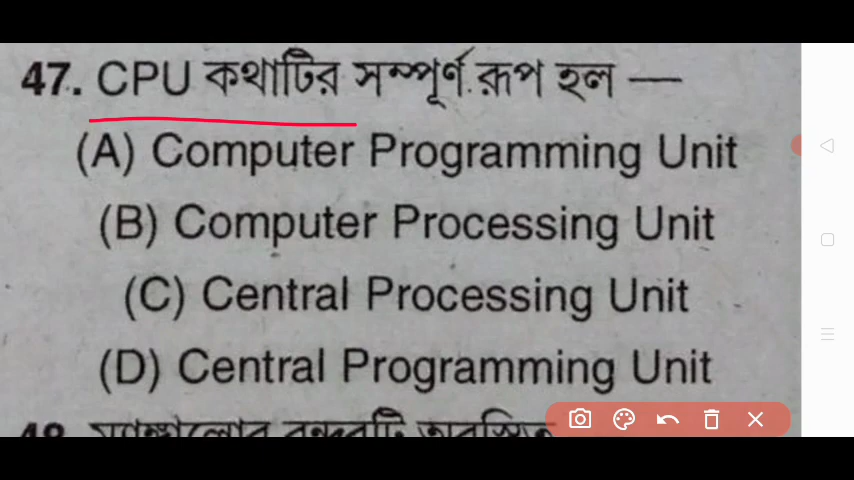 47. CPU কথাটির সম্পূর্ণ রূপ হল —
(A) Computer Programming Unit
(B) Computer Processing Unit
(C) Central Processing Unit
(D) Central Programming Unit